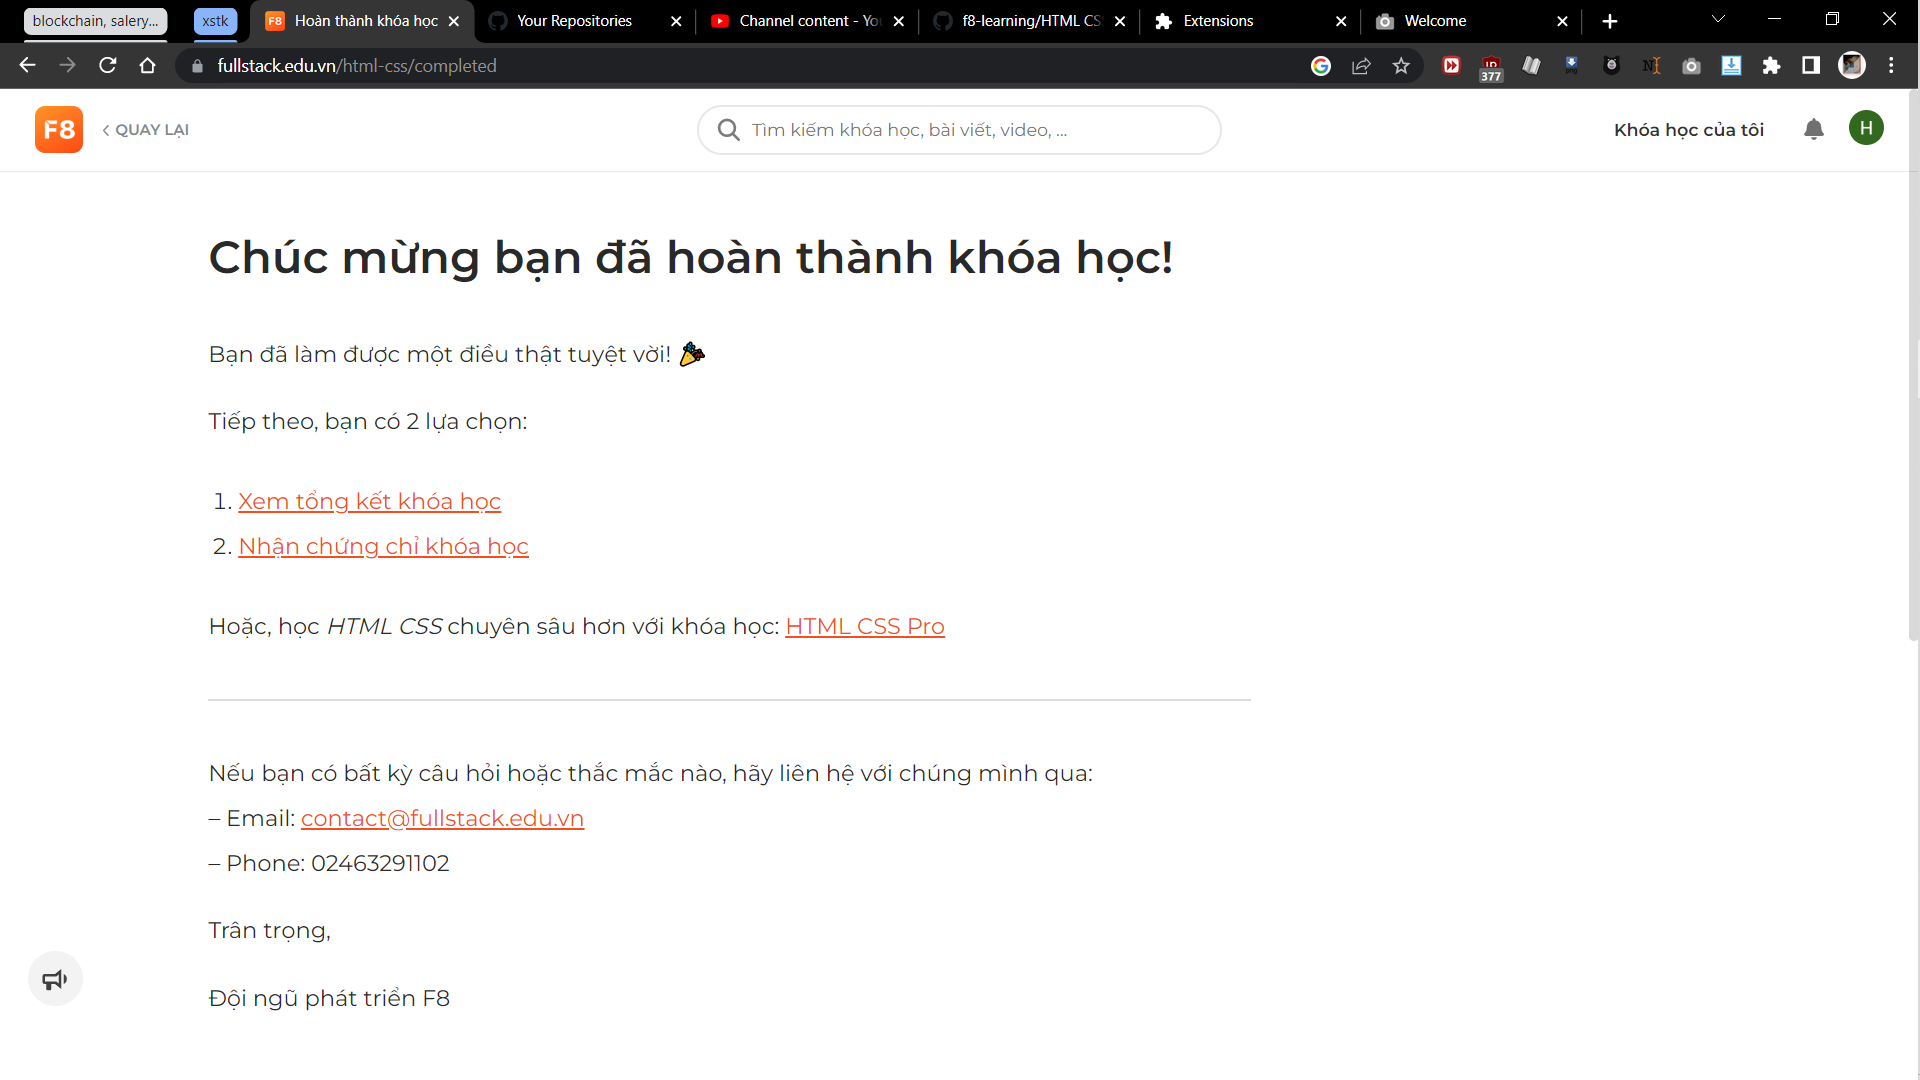 blockchain, salery...
xstk
Hoàn thành khóa học
Your Repositories
Channel content - Yo
f8-learning/HTML CS
Extensions
Welcome
fullstack.edu.vn/html-css/completed
377
F8
QUAY LẠI
Tìm kiếm khóa học, bài viết, video, ...
Khóa học của tôi
H
Chúc mừng bạn đã hoàn thành khóa học!
Bạn đã làm được một điều thật tuyệt vời! 🎉
Tiếp theo, bạn có 2 lựa chọn:
1. Xem tổng kết khóa học
2. Nhận chứng chỉ khóa học
Hoặc, học HTML CSS chuyên sâu hơn với khóa học: HTML CSS Pro
Nếu bạn có bất kỳ câu hỏi hoặc thắc mắc nào, hãy liên hệ với chúng mình qua:
– Email: contact@fullstack.edu.vn
– Phone: 02463291102
Trân trọng,
Đội ngũ phát triển F8